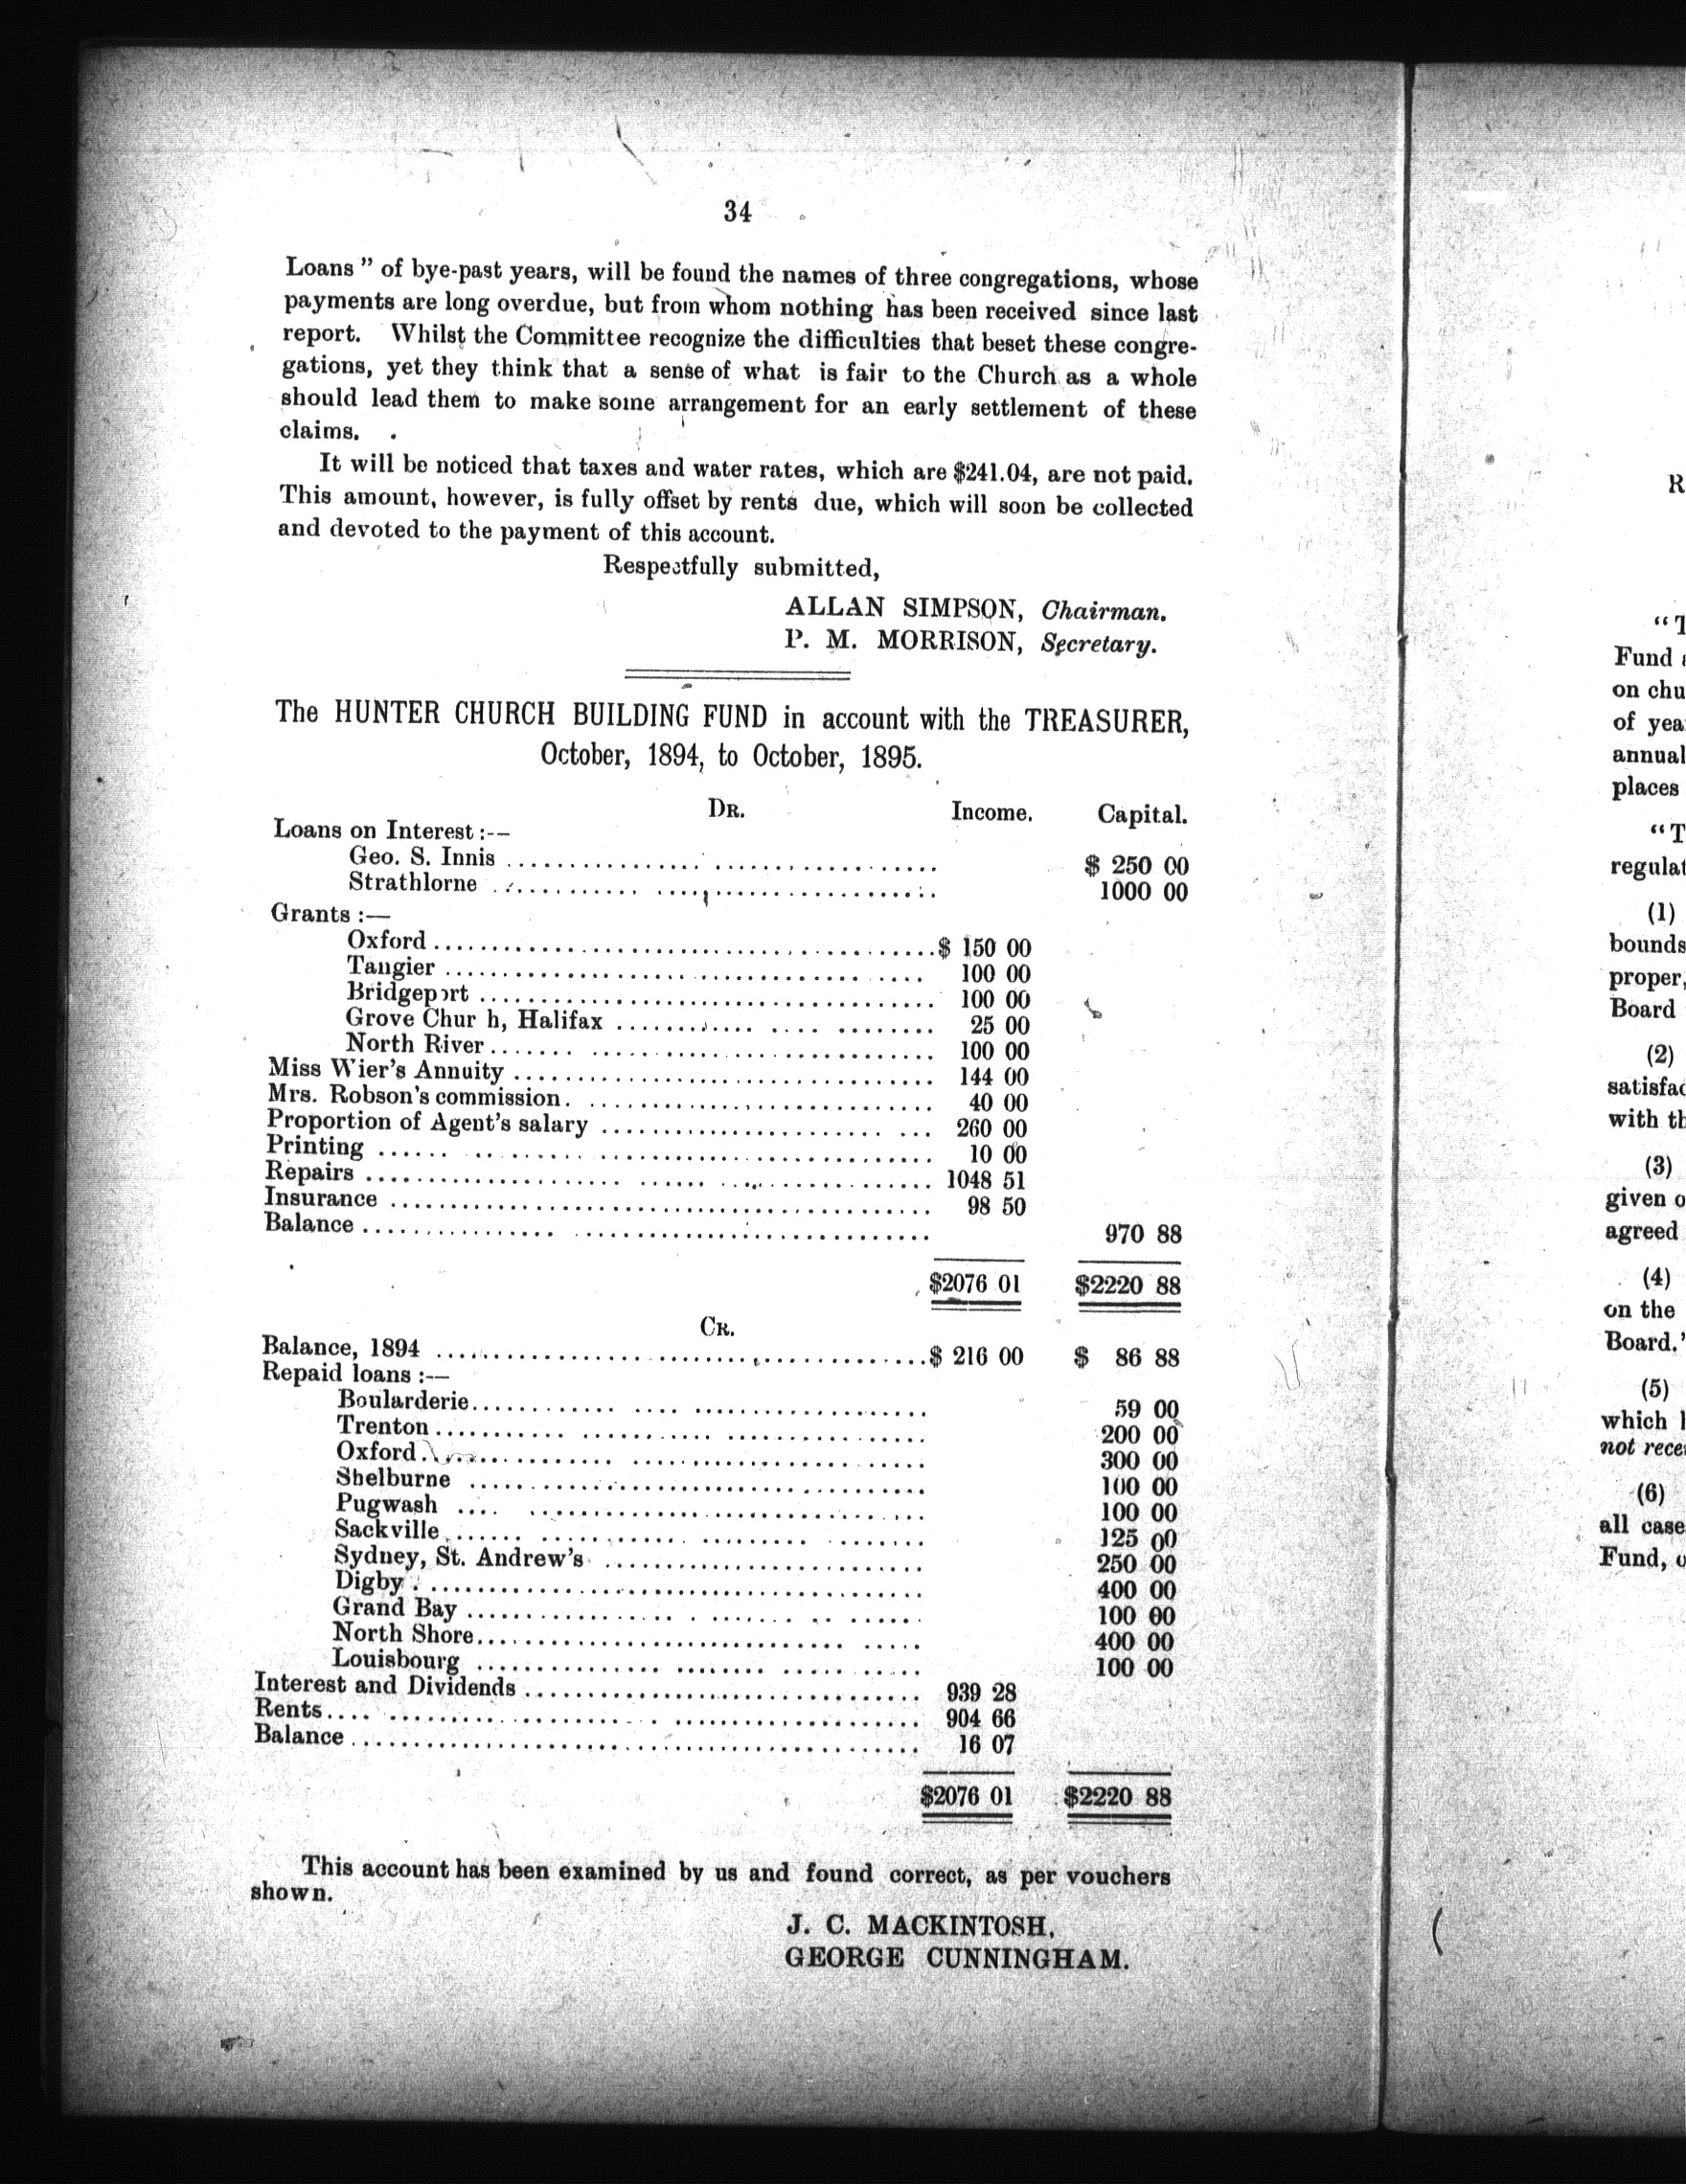 34
Loans " of bye-past years, will be found the names of three congregations, whose
payments are long overdue, but from whom nothing has been received since last
report. Whilst the Committee recognize the difficulties that beset these congre-
gations, yet they think that a sense of what is fair to the Church as a whole
should lead them to make some arrangement for an early settlement of these
claims.
It will be noticed that taxes and water rates, which are $241.04, are not paid.
This amount, however, is fully offset by rents due, which will soon be collected
and devoted to the payment of this account.
Respectfully submitted,
ALLAN SIMPSON, Chairman.
P. M. MORRISON, Secretary.
The HUNTER CHURCH BUILDING FUND in account with the TREASURER,
October, 1894, to October, 1895.
DR. Income. Capital.
Loans on Interest :--
Geo. S. Innis $ 250 00
Strathlorne 1000 00
Grants :—
Oxford $ 150 00
Tangier 100 00
Bridgeport 100 00
Grove Chur h, Halifax 25 00
North River 100 00
Miss Wier's Annuity 144 00
Mrs. Robson's commission. 40 00
Proportion of Agent's salary 260 00
Printing 10 00
Repairs 1048 51
Insurance 98 50
Balance 970 88
$2076 01 $2220 88
CR.
Balance, 1894 $ 216 00 $ 86 88
Repaid loans :--
Boularderie 59 00
Trenton 200 00
Oxford 300 00
Shelburne 100 00
Pugwash 100 00
Sackville 125 00
Sydney, St. Andrew's 250 00
Digby 400 00
Grand Bay 100 00
North Shore 400 00
Louisbourg 100 00
Interest and Dividends 939 28
Rents 904 66
Balance 16 07
$2076 01 $2220 88
This account has been examined by us and found correct, as per vouchers
shown.
J. C. MACKINTOSH,
GEORGE CUNNINGHAM.
R
"T
Fund
on chu
of yea
annual
places
"T
regulat
(1)
bounds
proper,
Board
(2)
satisfac
with th
(3)
given o
agreed
(4)
on the
Board.'
(5)
which
not rece
(6)
all case
Fund,